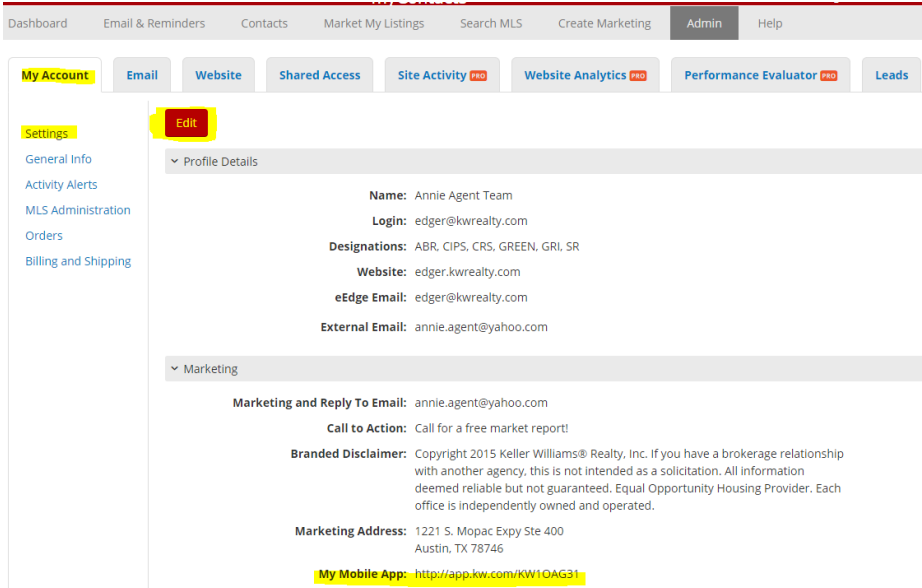 Dashboard Email & Reminders Contacts Market My Listings Search MLS Create Marketing Admin Help
My Account Email Website Shared Access Site Activity PRO Website Analytics PRO Performance Evaluator PRO Leads
Settings
General Info
Activity Alerts
MLS Administration
Orders
Billing and Shipping
Edit
Profile Details
Name: Annie Agent Team
Login: edger@kwrealty.com
Designations: ABR, CIPS, CRS, GREEN, GRI, SR
Website: edger.kwrealty.com
eEdge Email: edger@kwrealty.com
External Email: annie.agent@yahoo.com
Marketing
Marketing and Reply To Email: annie.agent@yahoo.com
Call to Action: Call for a free market report!
Branded Disclaimer: Copyright 2015 Keller Williams® Realty, Inc. If you have a brokerage relationship
with another agency, this is not intended as a solicitation. All information
deemed reliable but not guaranteed. Equal Opportunity Housing Provider. Each
office is independently owned and operated.
Marketing Address: 1221 S. Mopac Expy Ste 400
Austin, TX 78746
My Mobile App: http://app.kw.com/KW1OAG31